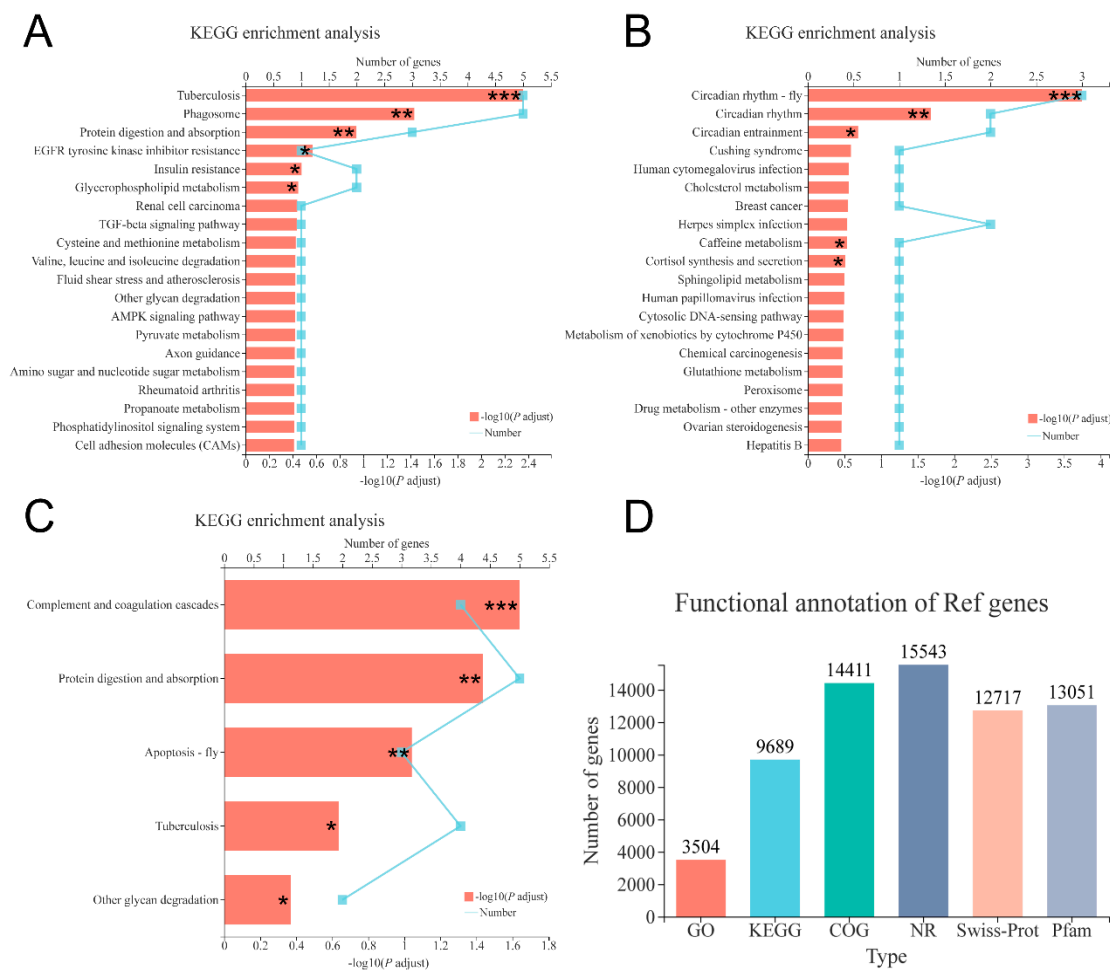 A
KEGG enrichment analysis
Number of genes
0 0.5 1 1.5 2 2.5 3 3.5 4 4.5 5 5.5
Tuberculosis ***
Phagosome **
Protein digestion and absorption **
EGFR tyrosine kinase inhibitor resistance *
Insulin resistance *
Glycerophospholipid metabolism *
Renal cell carcinoma
TGF-beta signaling pathway
Cysteine and methionine metabolism
Valine, leucine and isoleucine degradation
Fluid shear stress and atherosclerosis
Other glycan degradation
AMPK signaling pathway
Pyruvate metabolism
Axon guidance
Amino sugar and nucleotide sugar metabolism
Rheumatoid arthritis
Propanoate metabolism
Phosphatidylinositol signaling system
Cell adhesion molecules (CAMs)
-log10(P adjust)
Number
0 0.2 0.4 0.6 0.8 1 1.2 1.4 1.6 1.8 2 2.2 2.4
-log10(P adjust)
B
KEGG enrichment analysis
Number of genes
0 0.5 1 1.5 2 2.5 3
Circadian rhythm - fly ***
Circadian rhythm **
Circadian entrainment *
Cushing syndrome
Human cytomegalovirus infection
Cholesterol metabolism
Breast cancer
Herpes simplex infection
Caffeine metabolism *
Cortisol synthesis and secretion *
Sphingolipid metabolism
Human papillomavirus infection
Cytosolic DNA-sensing pathway
Metabolism of xenobiotics by cytochrome P450
Chemical carcinogenesis
Glutathione metabolism
Peroxisome
Drug metabolism - other enzymes
Ovarian steroidogenesis
Hepatitis B
-log10(P adjust)
Number
0 0.5 1 1.5 2 2.5 3 3.5 4
-log10(P adjust)
C
KEGG enrichment analysis
Number of genes
0 0.5 1 1.5 2 2.5 3 3.5 4 4.5 5 5.5
Complement and coagulation cascades ***
Protein digestion and absorption **
Apoptosis - fly **
Tuberculosis *
Other glycan degradation *
-log10(P adjust)
Number
0 0.2 0.4 0.6 0.8 1 1.2 1.4 1.6 1.8
-log10(P adjust)
D
Functional annotation of Ref genes
Number of genes
14000
12000
10000
8000
6000
4000
2000
0
3504 9689 14411 15543 12717 13051
GO KEGG COG NR Swiss-Prot Pfam
Type